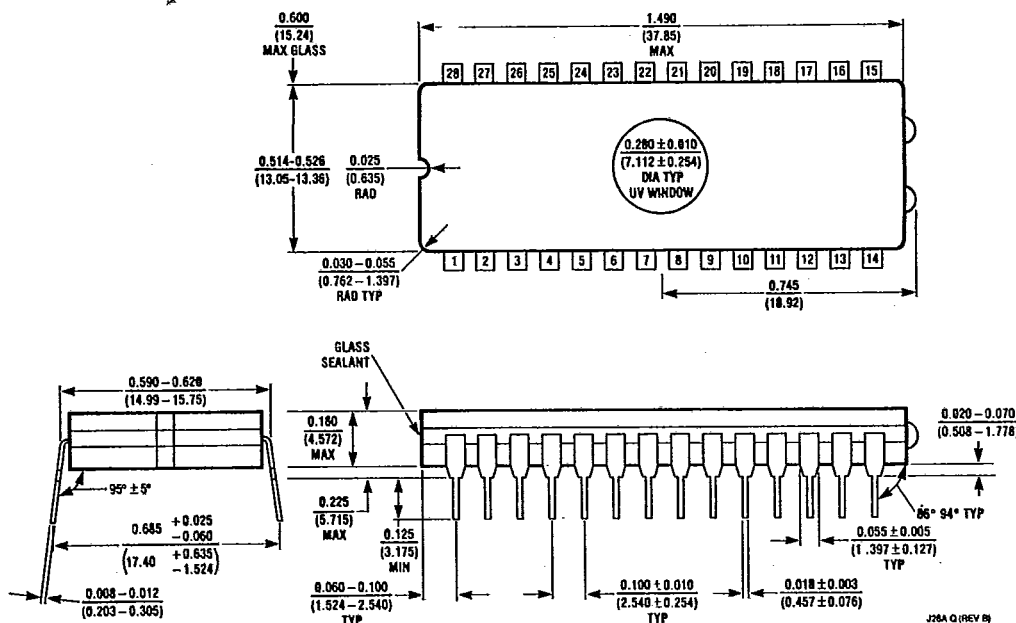 0.600
(15.24)
MAX GLASS
1.490
(37.85)
MAX
28 27 26 25 24 23 22 21 20 19 18 17 16 15
0.514-0.526
(13.05-13.36)
0.025
(0.635)
RAD
0.280 ± 0.010
(7.112 ± 0.254)
DIA TYP
UV WINDOW
0.030 – 0.055
(0.762 – 1.397)
RAD TYP
1 2 3 4 5 6 7 8 9 10 11 12 13 14
0.745
(18.92)
GLASS
SEALANT
0.590 – 0.620
(14.99 – 15.75)
0.180
(4.572)
MAX
0.020 – 0.070
(0.508 – 1.778)
95° ± 5°
0.225
(5.715)
MAX
0.125
(3.175)
MIN
86° 94° TYP
0.685 +0.025 −0.060
(17.40 +0.635 −1.524)
0.055 ± 0.005
(1.397 ± 0.127)
TYP
0.008 – 0.012
(0.203 – 0.305)
0.060 – 0.100
(1.524 – 2.540)
TYP
0.100 ± 0.010
(2.540 ± 0.254)
TYP
0.018 ± 0.003
(0.457 ± 0.076)
J28A Q (REV B)